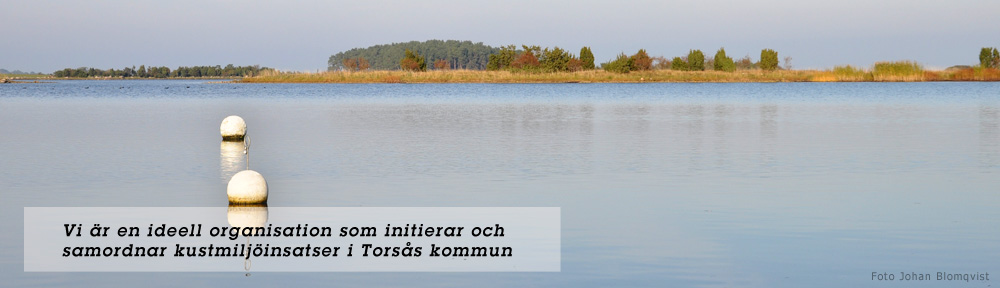 Vi är en ideell organisation som initierar och
samordnar kustmiljöinsatser i Torsås kommun
Foto Johan Blomqvist